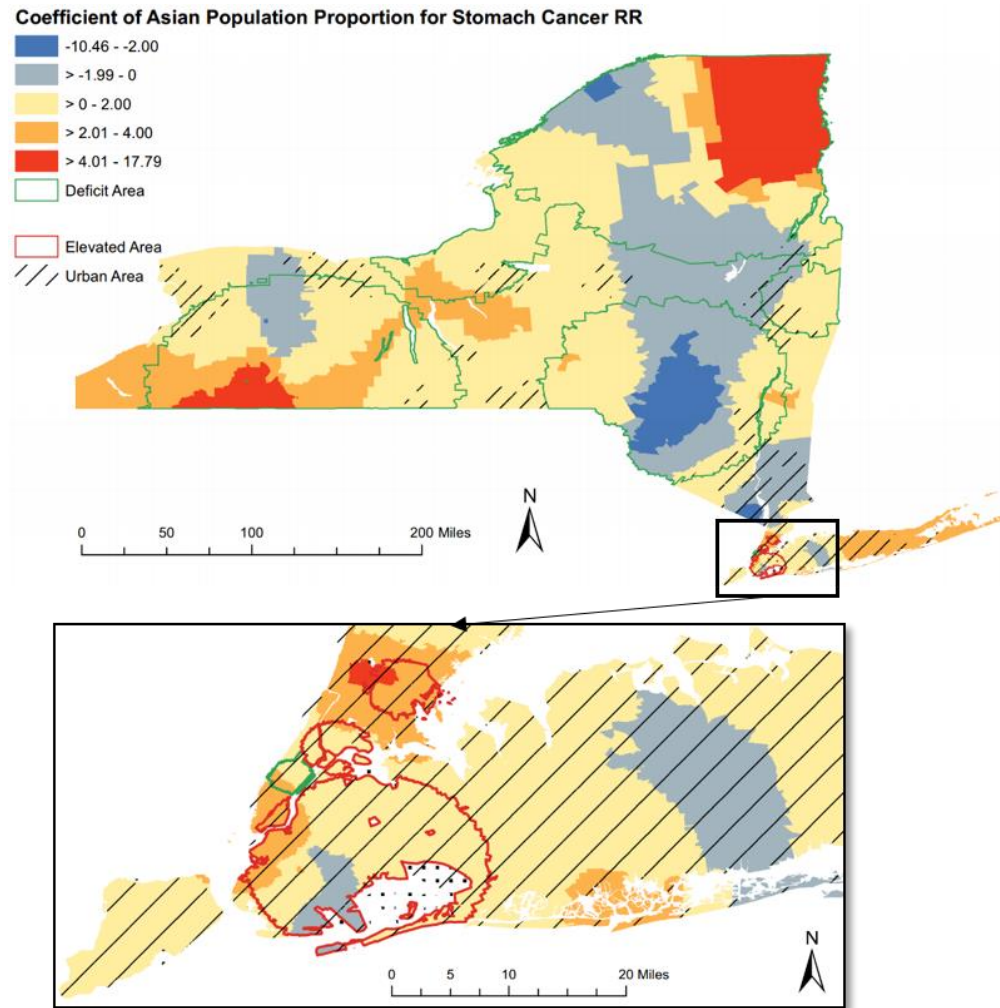 Coefficient of Asian Population Proportion for Stomach Cancer RR
-10.46 - -2.00
> -1.99 - 0
> 0 - 2.00
> 2.01 - 4.00
> 4.01 - 17.79
Deficit Area
Elevated Area
Urban Area
N
0 50 100 200 Miles
N
0 5 10 20 Miles